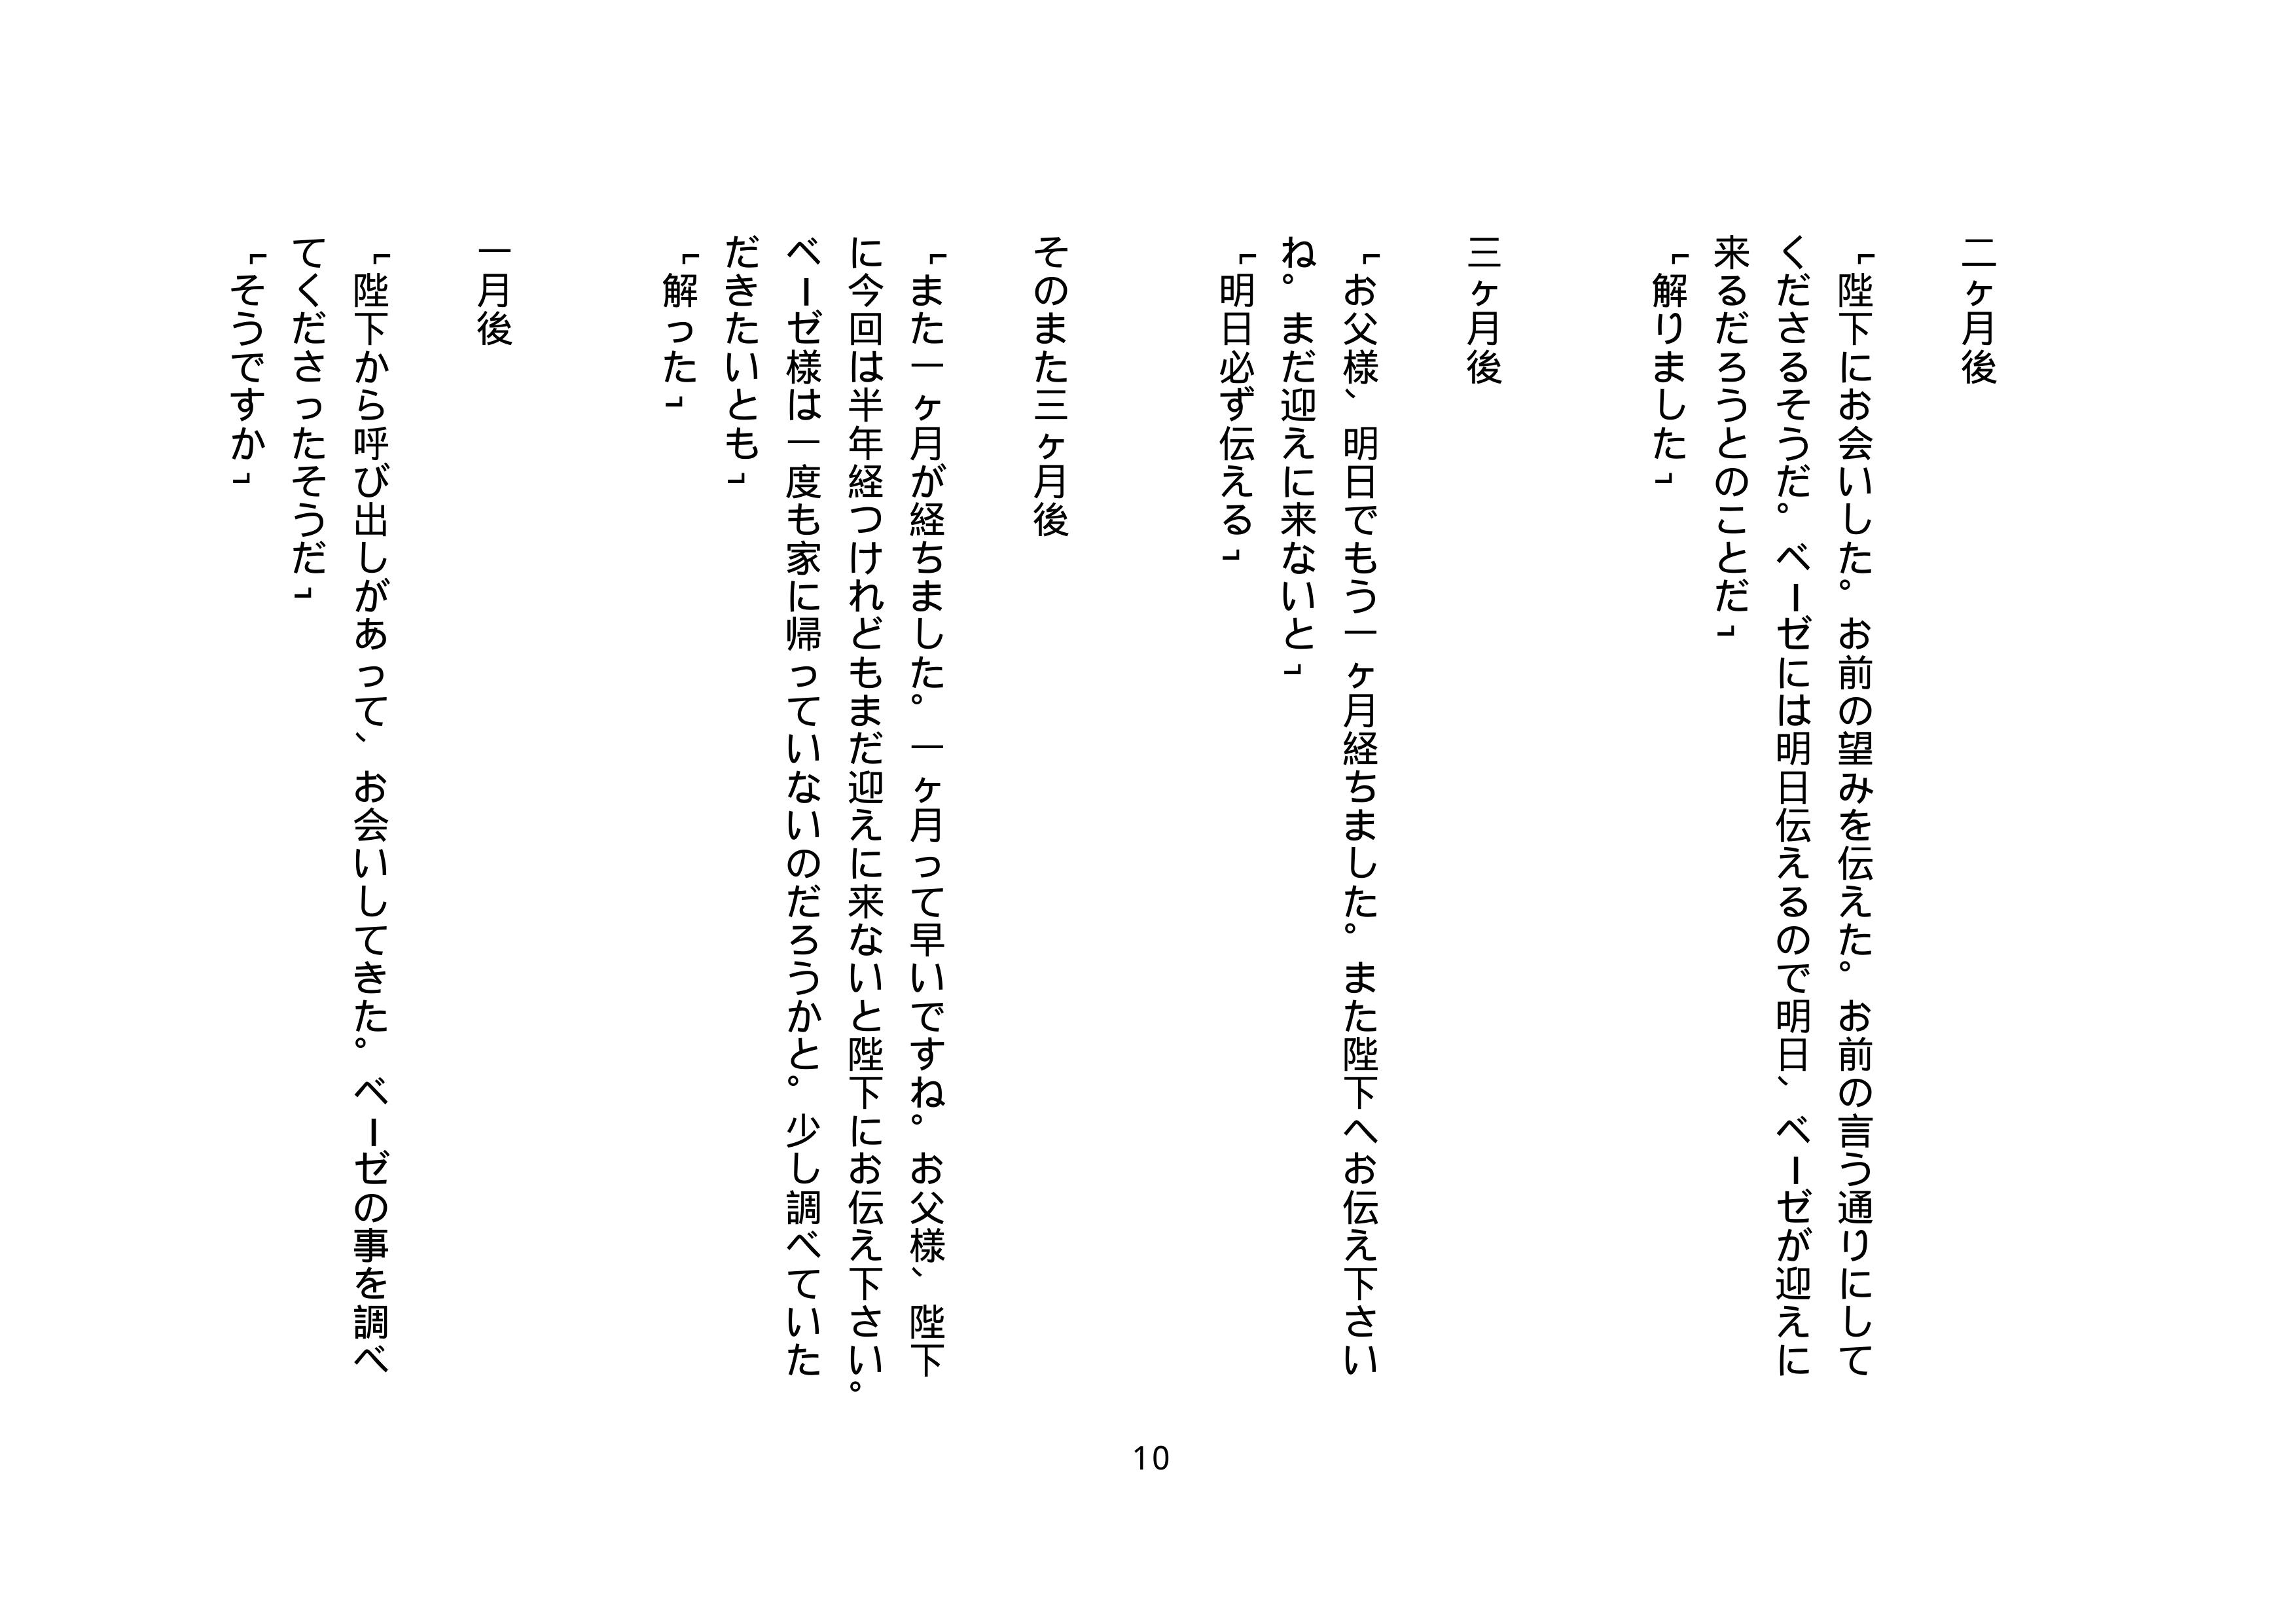 二ヶ月後
「陛下にお会いした。お前の望みを伝えた。お前の言う通りにして
くださるそうだ。ベーゼには明日伝えるので明日、ベーゼが迎えに
来るだろうとのことだ」
「解りました」
三ヶ月後
「お父様、明日でもう一ヶ月経ちました。また陛下へお伝え下さい
ね。まだ迎えに来ないと」
「明日必ず伝える」
そのまた三ヶ月後
「また一ヶ月が経ちました。一ヶ月って早いですね。お父様、陛下
に今回は半年経つけれどもまだ迎えに来ないと陛下にお伝え下さい。
ベーゼ様は一度も家に帰っていないのだろうかと。少し調べていた
だきたいとも」
「解った」
一月後
「陛下から呼び出しがあって、お会いしてきた。ベーゼの事を調べ
てくださったそうだ」
「そうですか」
10